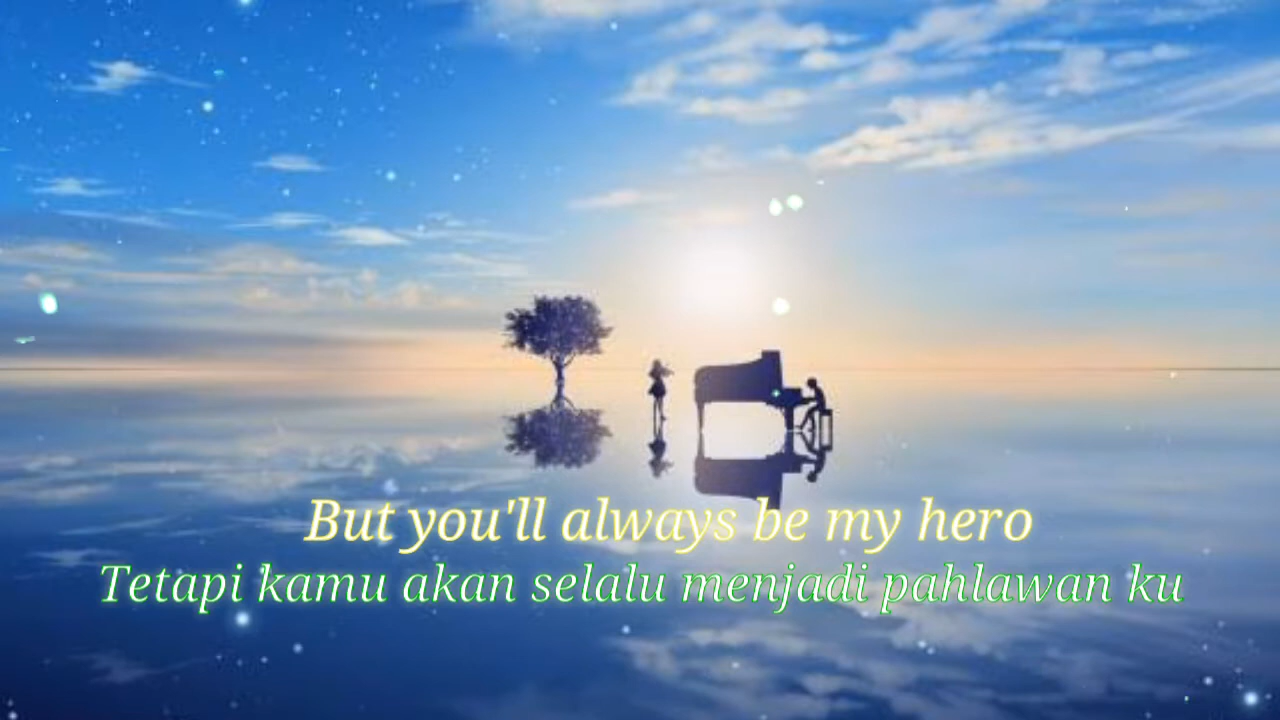 But you'll always be my hero
Tetapi kamu akan selalu menjadi pahlawan ku